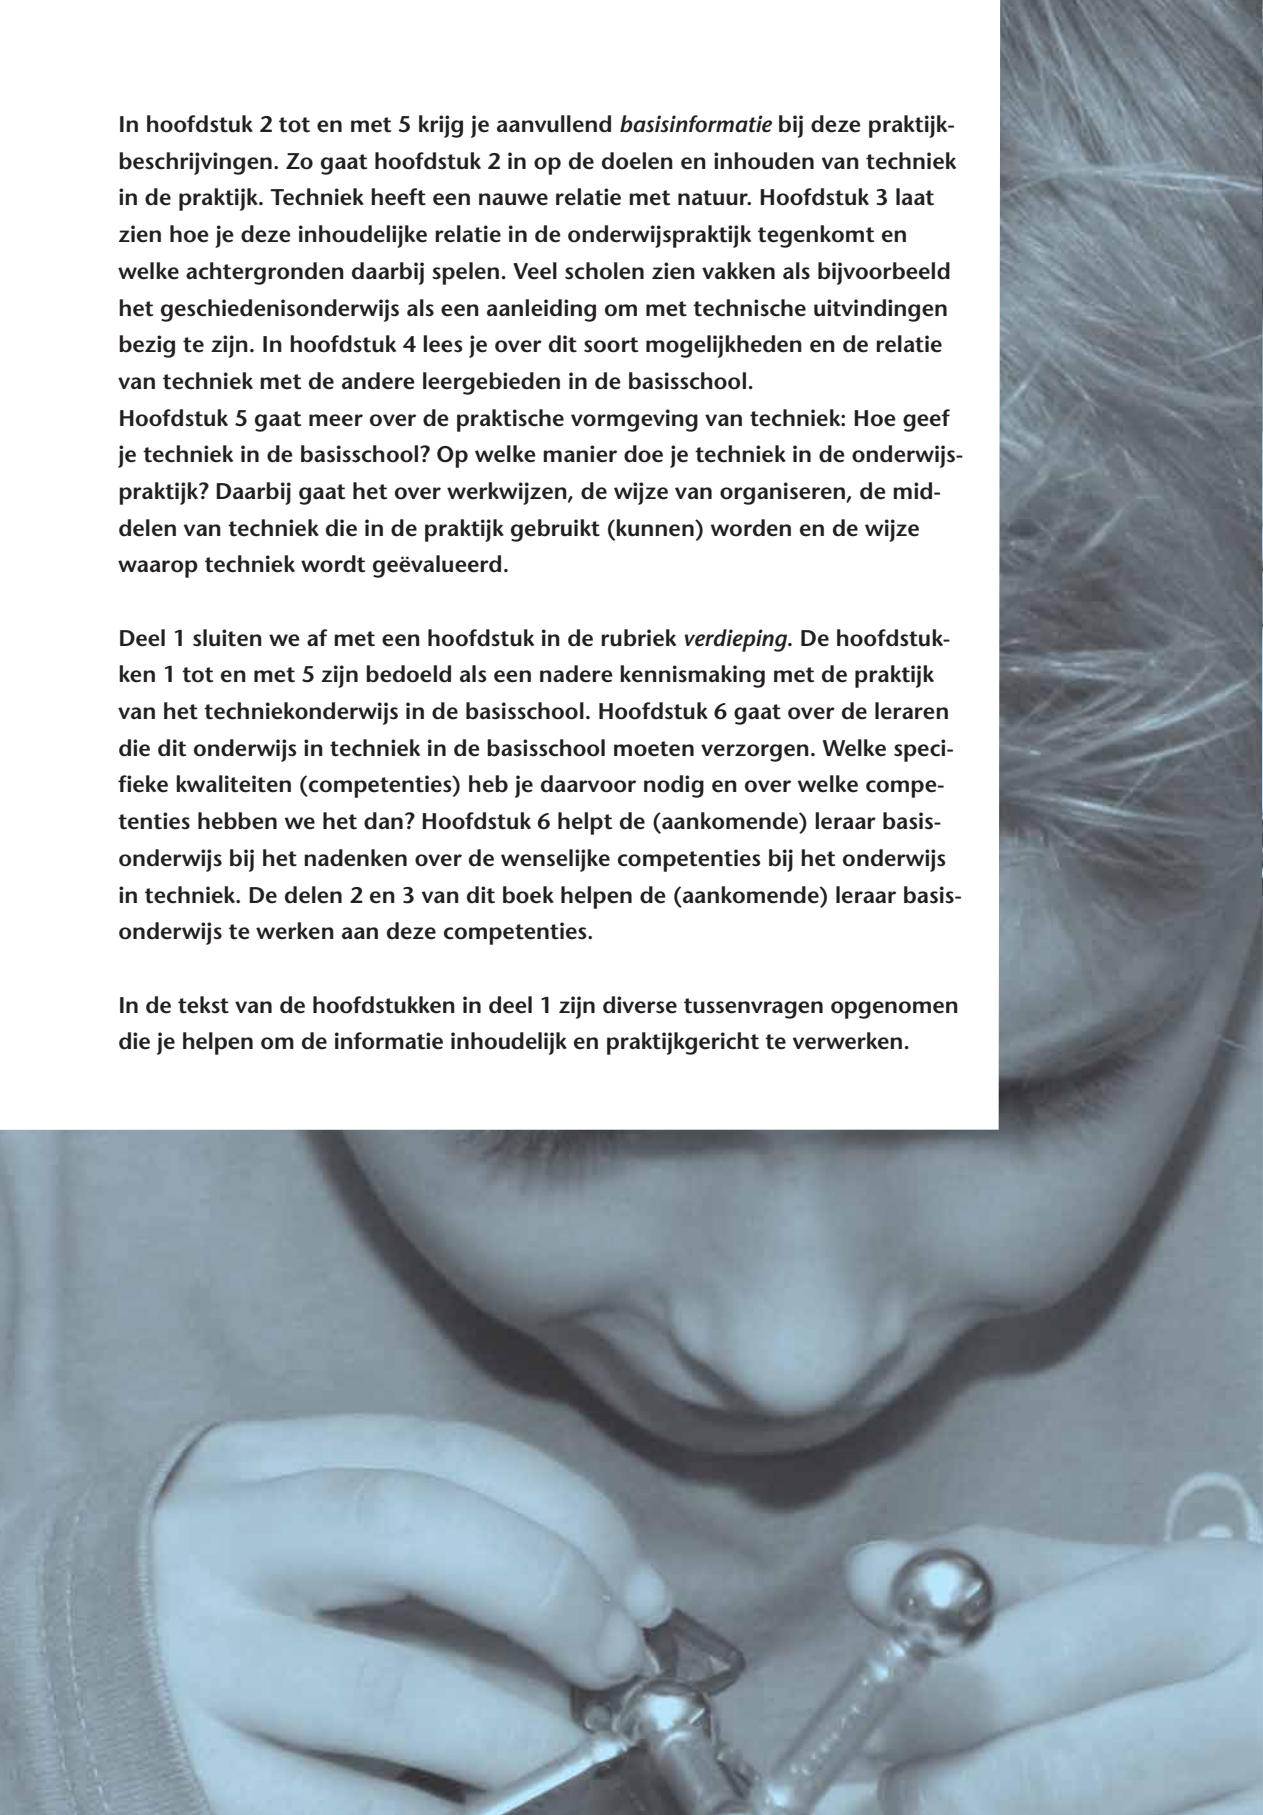 In hoofdstuk 2 tot en met 5 krijg je aanvullend basisinformatie bij deze praktijk-
beschrijvingen. Zo gaat hoofdstuk 2 in op de doelen en inhouden van techniek
in de praktijk. Techniek heeft een nauwe relatie met natuur. Hoofdstuk 3 laat
zien hoe je deze inhoudelijke relatie in de onderwijspraktijk tegenkomt en
welke achtergronden daarbij spelen. Veel scholen zien vakken als bijvoorbeeld
het geschiedenisonderwijs als een aanleiding om met technische uitvindingen
bezig te zijn. In hoofdstuk 4 lees je over dit soort mogelijkheden en de relatie
van techniek met de andere leergebieden in de basisschool.
Hoofdstuk 5 gaat meer over de praktische vormgeving van techniek: Hoe geef
je techniek in de basisschool? Op welke manier doe je techniek in de onderwijs-
praktijk? Daarbij gaat het over werkwijzen, de wijze van organiseren, de mid-
delen van techniek die in de praktijk gebruikt (kunnen) worden en de wijze
waarop techniek wordt geëvalueerd.
Deel 1 sluiten we af met een hoofdstuk in de rubriek verdieping. De hoofdstuk-
ken 1 tot en met 5 zijn bedoeld als een nadere kennismaking met de praktijk
van het techniekonderwijs in de basisschool. Hoofdstuk 6 gaat over de leraren
die dit onderwijs in techniek in de basisschool moeten verzorgen. Welke speci-
fieke kwaliteiten (competenties) heb je daarvoor nodig en over welke compe-
tenties hebben we het dan? Hoofdstuk 6 helpt de (aankomende) leraar basis-
onderwijs bij het nadenken over de wenselijke competenties bij het onderwijs
in techniek. De delen 2 en 3 van dit boek helpen de (aankomende) leraar basis-
onderwijs te werken aan deze competenties.
In de tekst van de hoofdstukken in deel 1 zijn diverse tussenvragen opgenomen
die je helpen om de informatie inhoudelijk en praktijkgericht te verwerken.